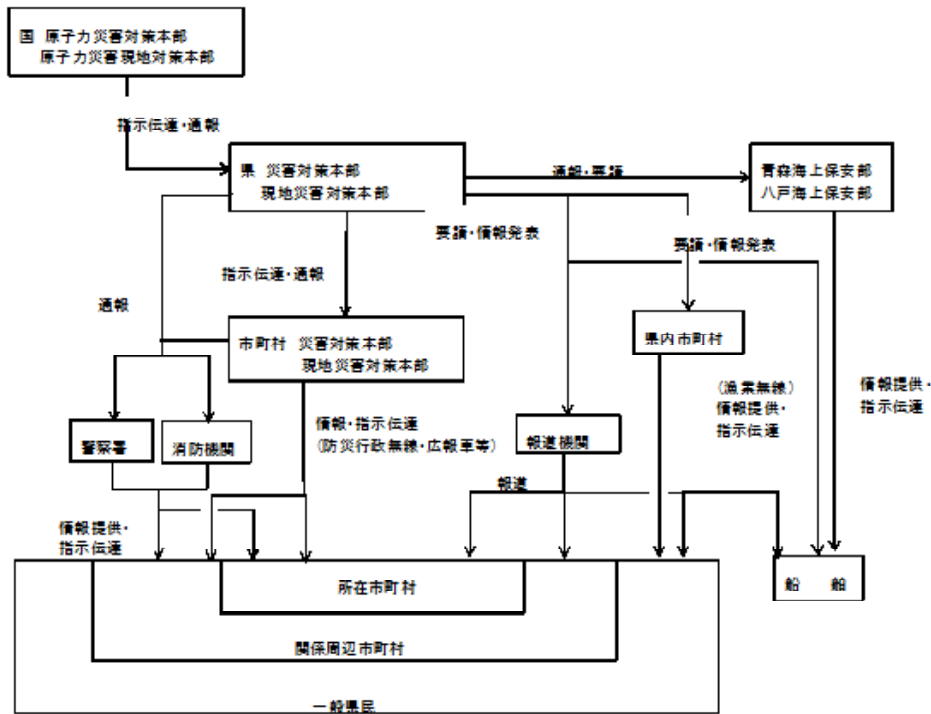 国 原子力災害対策本部
原子力災害現地対策本部
指示伝達・通報
県 災害対策本部
現地災害対策本部
通報・要請
青森海上保安部
八戸海上保安部
要請・情報発表
要請・情報発表
指示伝達・通報
通報
市町村 災害対策本部
現地災害対策本部
県内市町村
(漁業無線)
情報提供・
指示伝達
情報提供・
指示伝達
警察署
消防機関
情報・指示伝達
(防災行政無線・広報車等)
報道機関
報道
情報提供・
指示伝達
所在市町村
船 舶
関係周辺市町村
一般県民